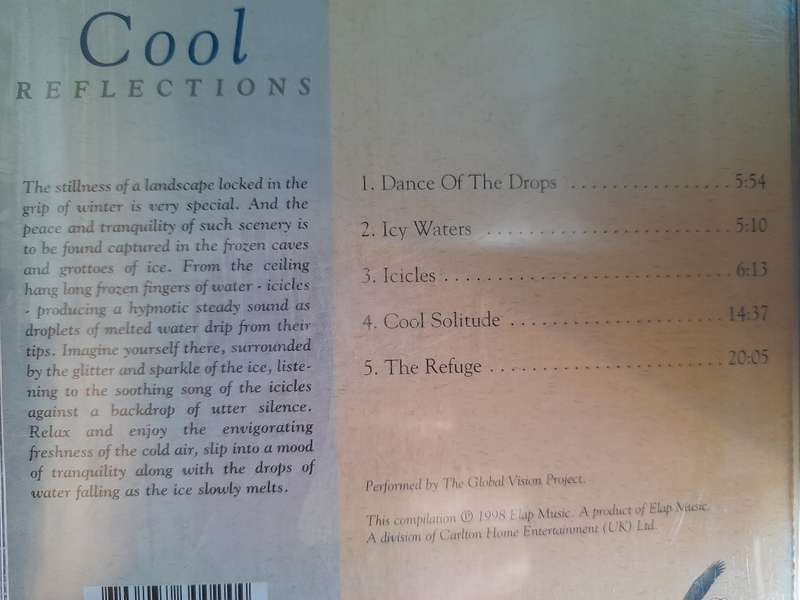 Cool
REFLECTIONS
The stillness of a landscape locked in the
grip of winter is very special. And the
peace and tranquility of such scenery is
to be found captured in the frozen caves
and grottoes of ice. From the ceiling
hang long frozen fingers of water - icicles
- producing a hypnotic steady sound as
droplets of melted water drip from their
tips. Imagine yourself there, surrounded
by the glitter and sparkle of the ice, liste-
ning to the soothing song of the icicles
against a backdrop of utter silence.
Relax and enjoy the envigorating
freshness of the cold air, slip into a mood
of tranquility along with the drops of
water falling as the ice slowly melts.
1. Dance Of The Drops ................. 5:54
2. Icy Waters .......................... 5:10
3. Icicles ............................. 6:13
4. Cool Solitude ...................... 14:37
5. The Refuge ........................ 20:05
Performed by The Global Vision Project.
This compilation ℗ 1998 Elap Music. A product of Elap Music.
A division of Carlton Home Entertainment (UK) Ltd.